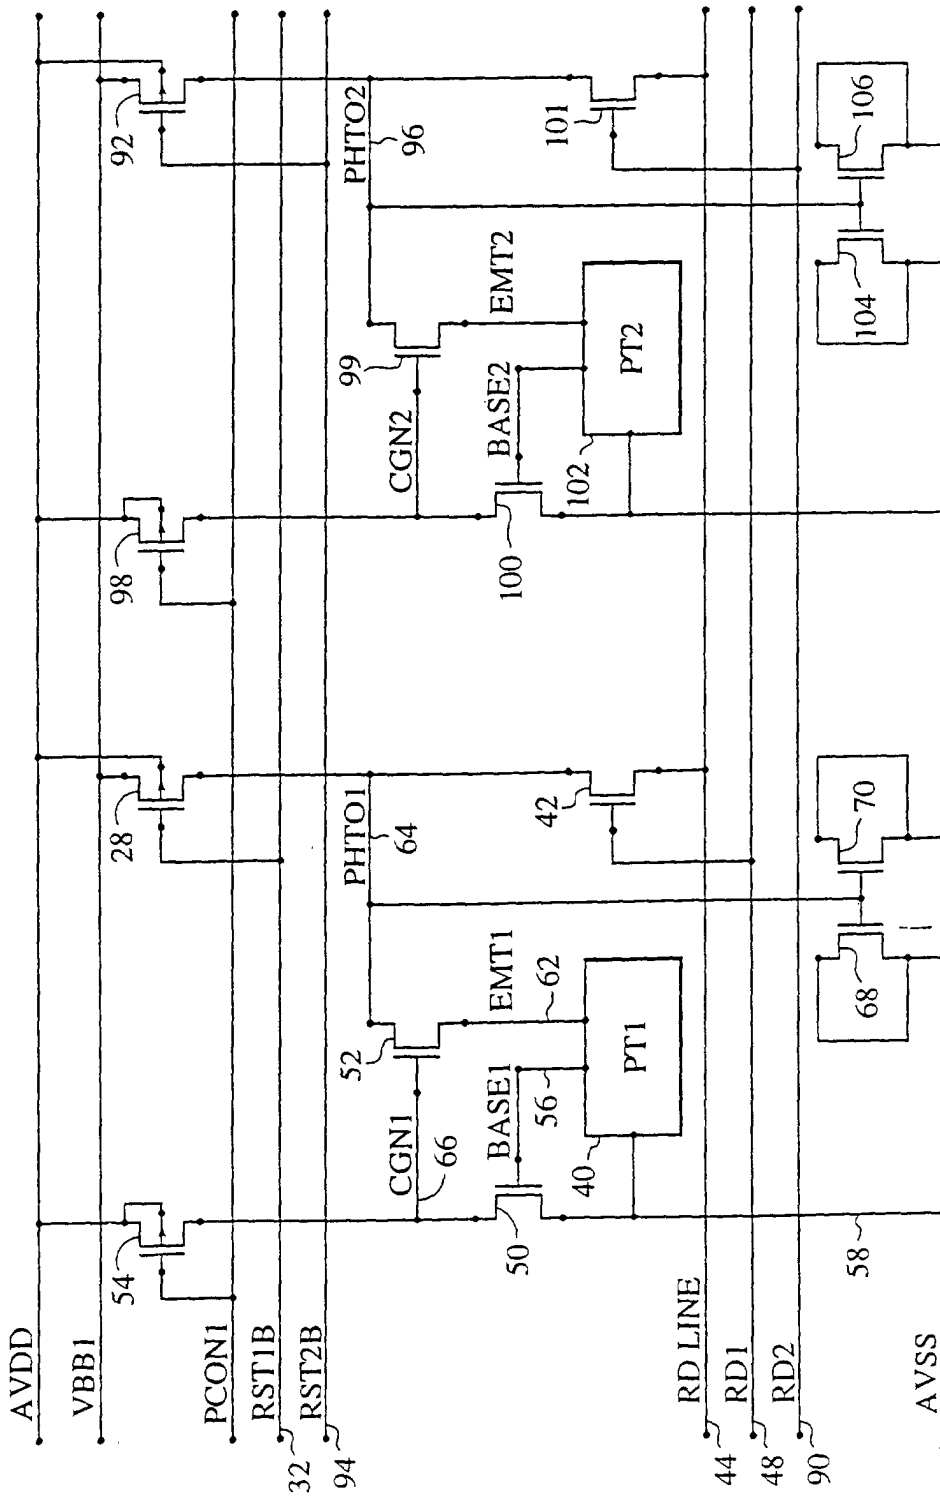 AVDD
VBB1
PCON1
RST1B
32
RST2B
94
54
28
98
92
CGN1
66
52
PHTO1
64
CGN2
99
PHTO2
96
50
BASE1
56
EMT1
62
42
100
BASE2
EMT2
101
40
PT1
102
PT2
RD LINE
44
RD1
48
RD2
90
58
68
70
104
106
AVSS